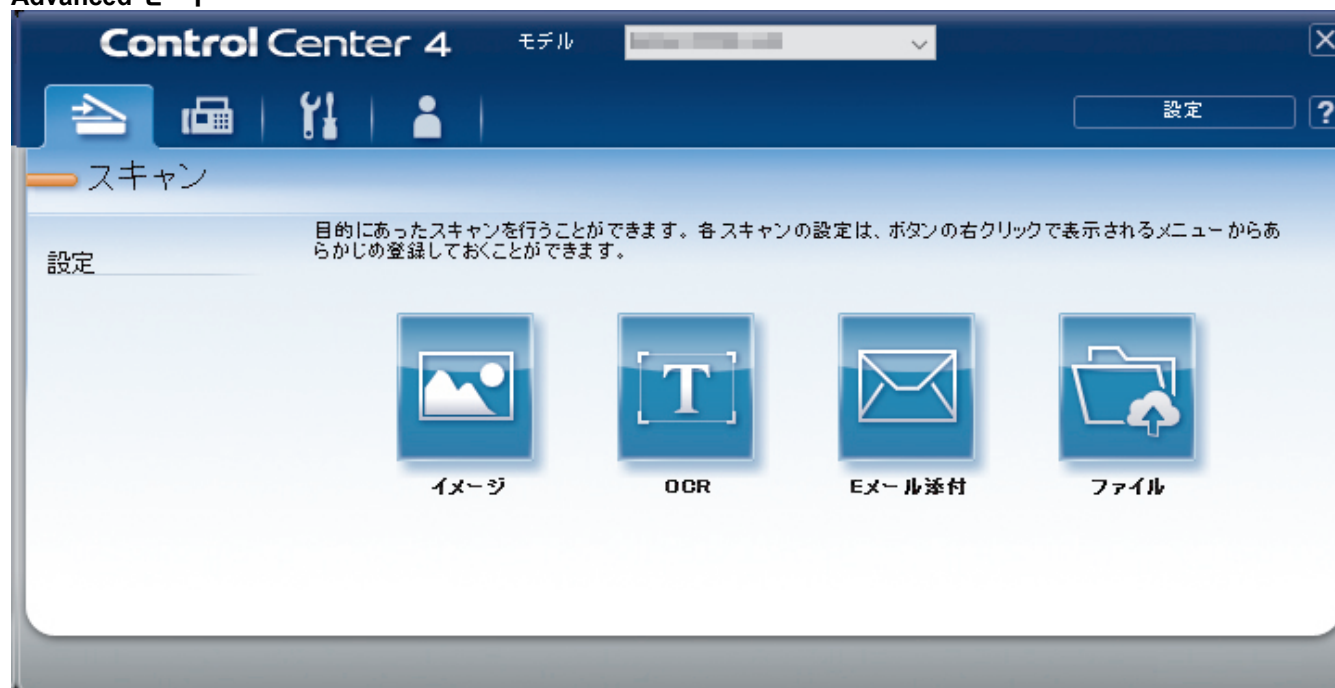 Advanced モード
Control Center 4
モデル
設定
?
スキャン
設定
目的にあったスキャンを行うことができます。各スキャンの設定は、ボタンの右クリックで表示されるメニューからあ
らかじめ登録しておくことができます。
T
イメージ
OCR
Eメール添付
ファイル